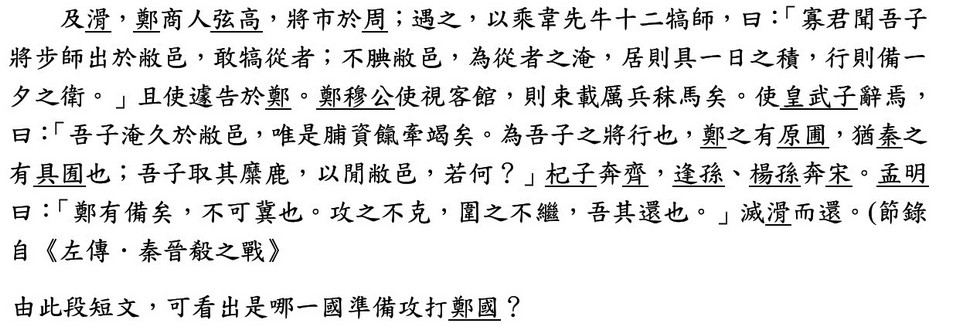 及滑，鄭商人弦高，將市於周；遇之，以乘韋先牛十二犒師，曰：「寡君聞吾子
將步師出於敝邑，敢犒從者；不腆敝邑，為從者之淹，居則具一日之積，行則備一
夕之衛。」且使遽告於鄭。鄭穆公使視客館，則束載厲兵秣馬矣。使皇武子辭焉，
曰：「吾子淹久於敝邑，唯是脯資餼牽竭矣。為吾子之將行也，鄭之有原圃，猶秦之
有具囿也；吾子取其麋鹿，以閒敝邑，若何？」杞子奔齊，逢孫、楊孫奔宋。孟明
曰：「鄭有備矣，不可冀也。攻之不克，圍之不繼，吾其還也。」滅滑而還。(節錄
自《左傳．秦晉殽之戰》
由此段短文，可看出是哪一國準備攻打鄭國？